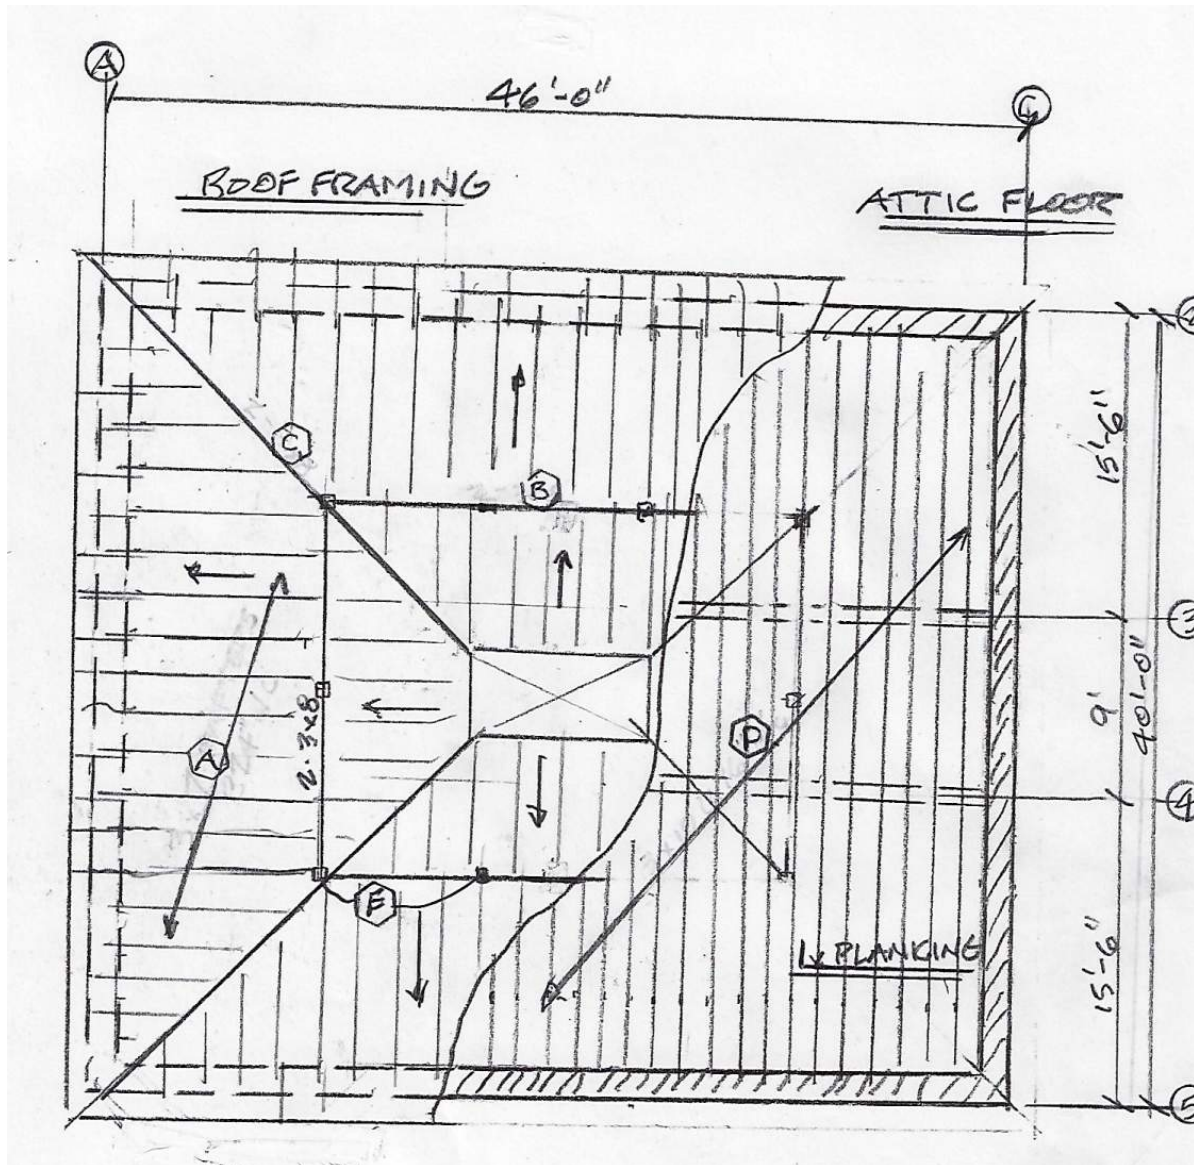 A
46'-0"
C
ROOF FRAMING
ATTIC FLOOR
2
15'-6"
C
B
3
9'
40'-0"
A
2-3x8
D
4
E
1x PLANKING
15'-6"
5